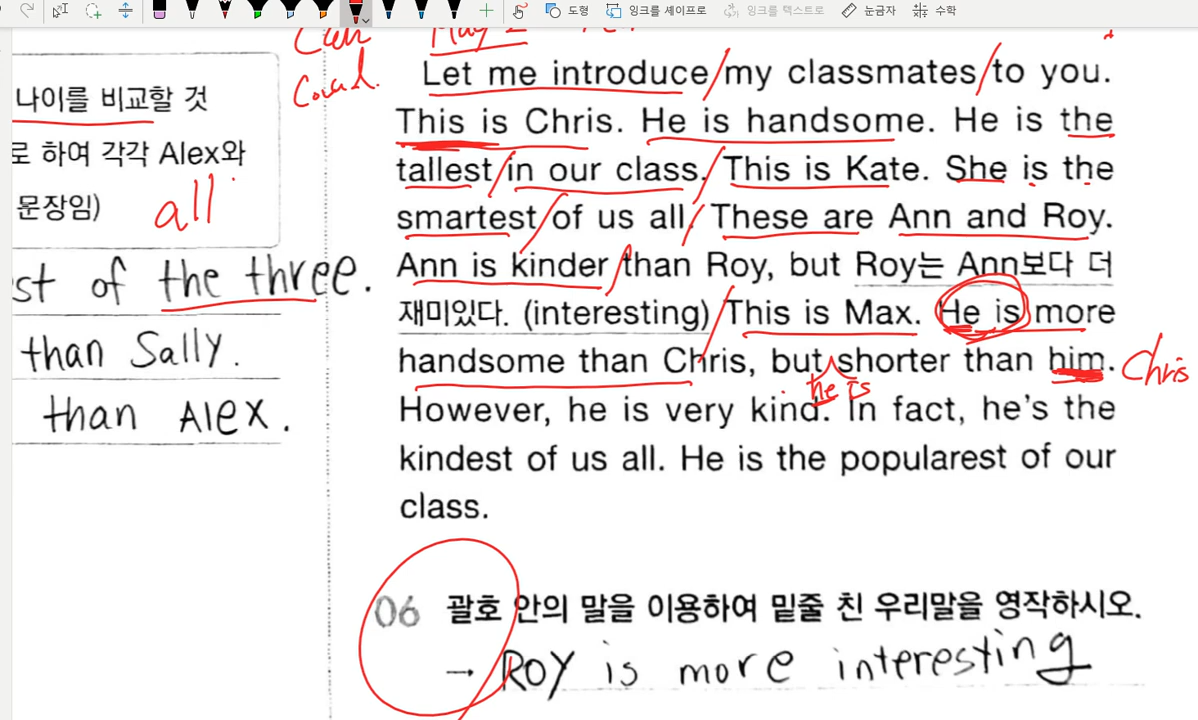 도형 잉크를 셰이프로 잉크를 텍스트로 눈금자 수학
Coud.
나이를 비교할 것
로 하여 각각 Alex와
문장임)
all
st of the three.
than Sally.
than Alex.
Let me introduce my classmates to you.
This is Chris. He is handsome. He is the
tallest in our class. This is Kate. She is the
smartest of us all. These are Ann and Roy.
Ann is kinder than Roy, but Roy는 Ann보다 더
재미있다. (interesting) This is Max. He is more
handsome than Chris, but shorter than him. Chris
he is
However, he is very kind. In fact, he's the
kindest of us all. He is the popularest of our
class.
06 괄호 안의 말을 이용하여 밑줄 친 우리말을 영작하시오.
→ Roy is more interesting